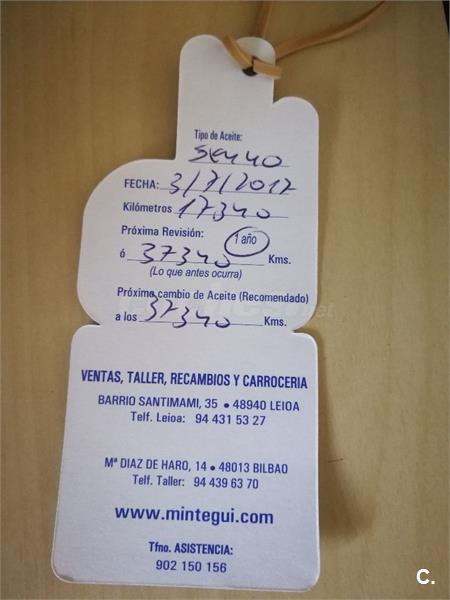 Tipo de Aceite:
5W40
FECHA: 3/7/2017
Kilómetros 17340
Próxima Revisión: 1 año
ó 37340 Kms.
(Lo que antes ocurra)
Próximo cambio de Aceite (Recomendado)
a los 37340 Kms.
VENTAS, TALLER, RECAMBIOS Y CARROCERIA
BARRIO SANTIMAMI, 35 • 48940 LEIOA
Telf. Leioa: 94 431 53 27
Mª DIAZ DE HARO, 14 • 48013 BILBAO
Telf. Taller: 94 439 63 70
www.mintegui.com
Tfno. ASISTENCIA:
902 150 156
C.